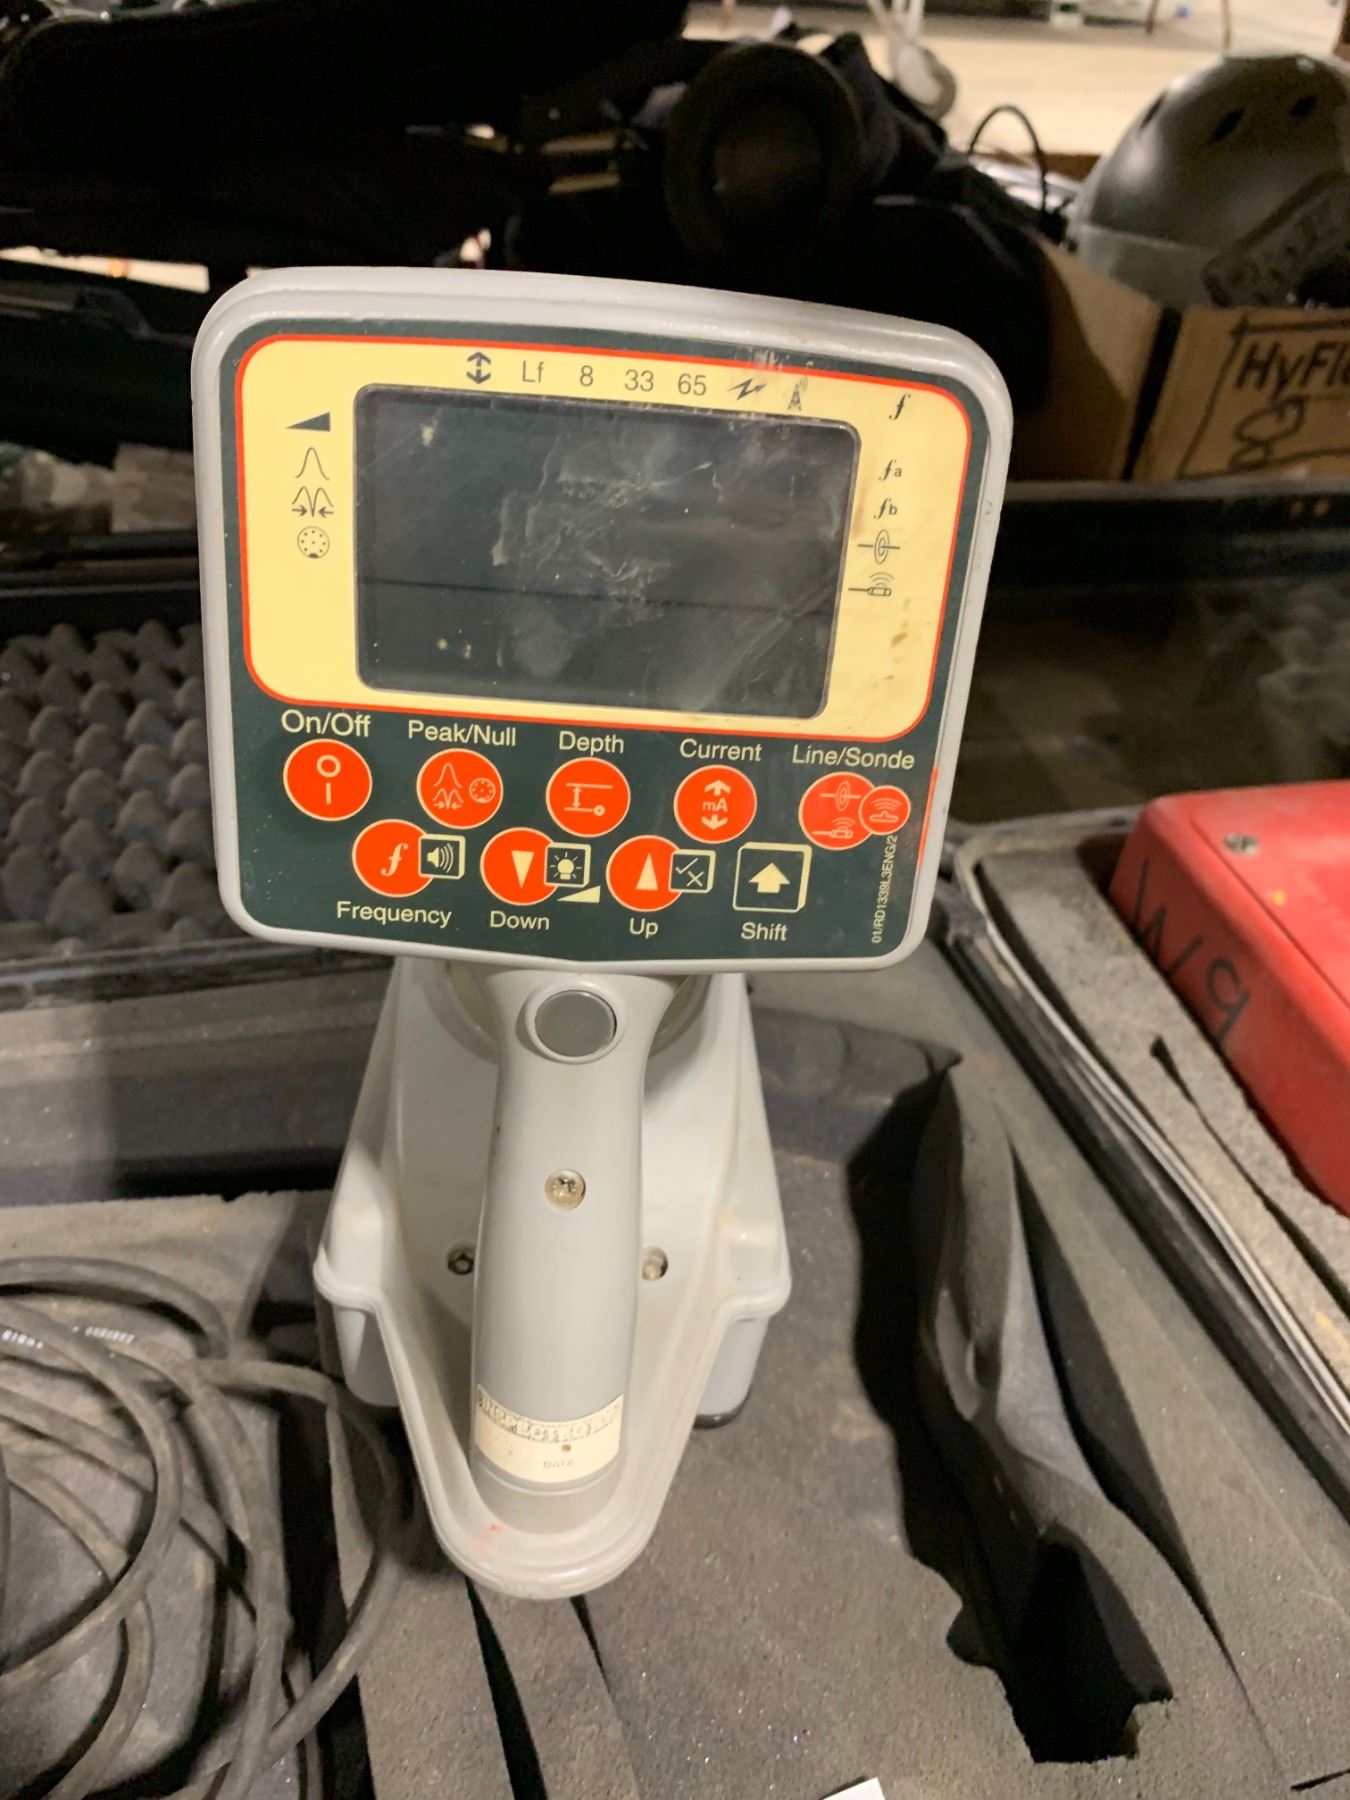 Lf 8 33 65
f
fa
fb
HyFl
On/Off Peak/Null Depth Current Line/Sonde
mA
f
Frequency Down Up Shift
01/RD1339L3ENG/2
W9